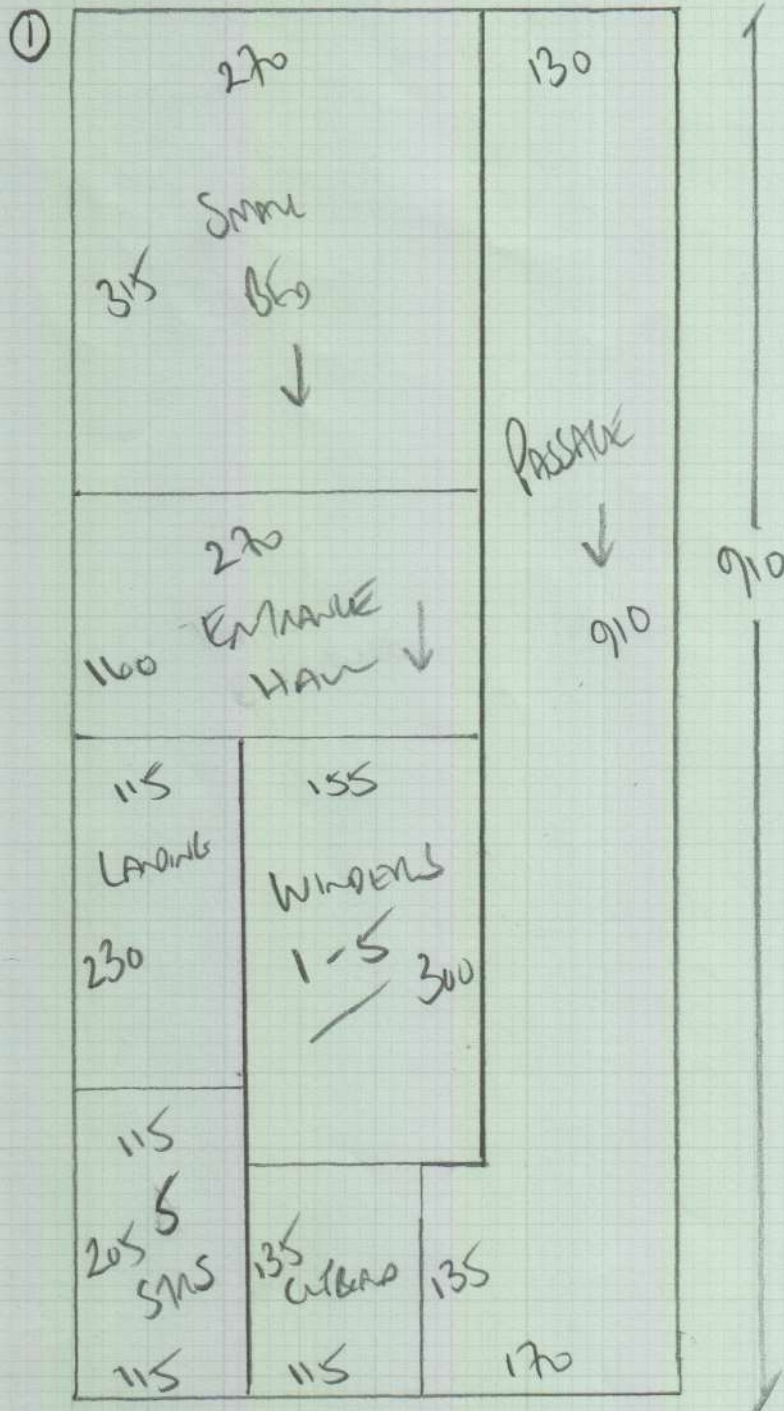 ①
270
130
SMALL
315
BED
↓
PASSAGE
↓
910
910
270
ENTRANCE
160
HALL ↓
115
155
LANDING
WINDERS
230
1-5
300
115
205
5
STRS
135
CUPBOARD
135
115
115
170